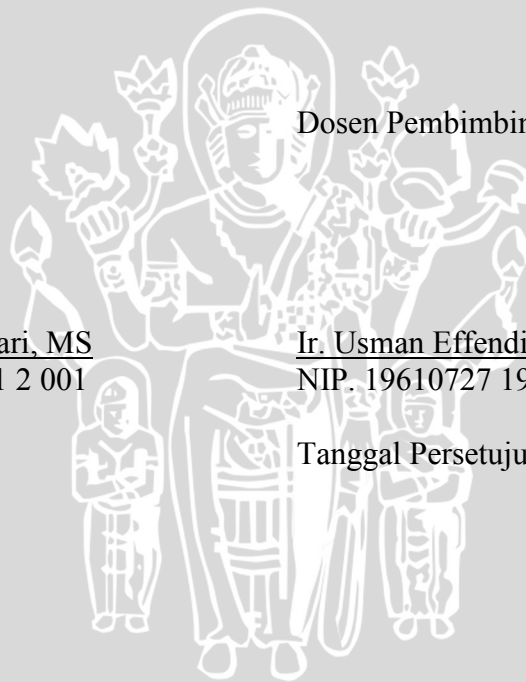 Dosen Pembimbin
ari, MS Ir. Usman Effendi
1 2 001 NIP. 19610727 19
Tanggal Persetuju